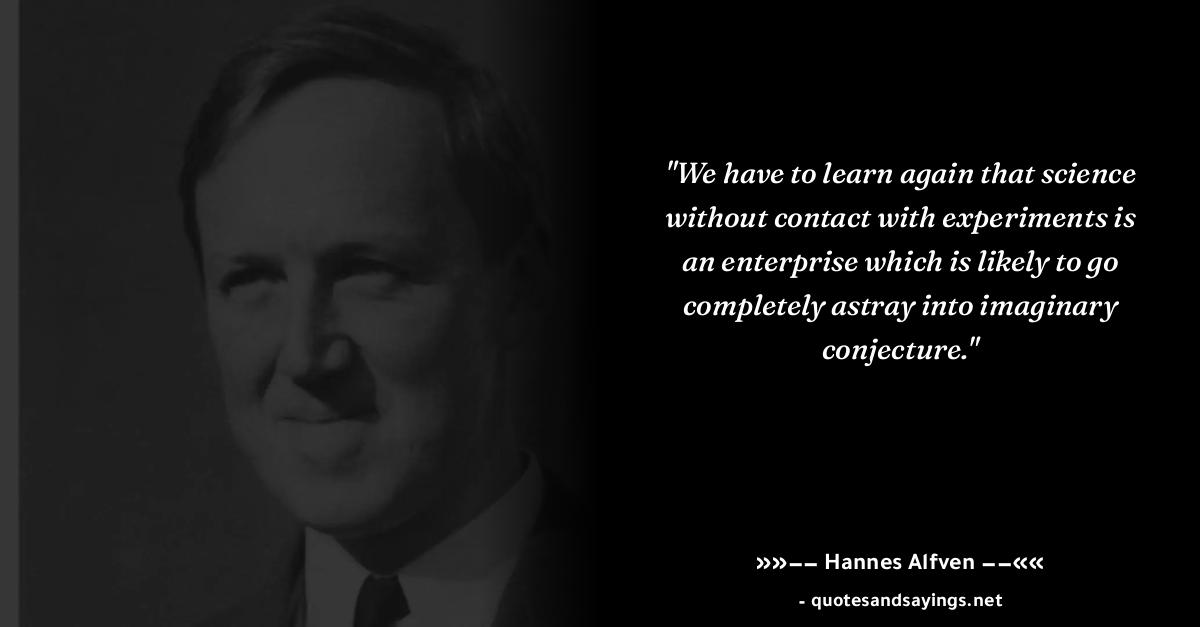 "We have to learn again that science
without contact with experiments is
an enterprise which is likely to go
completely astray into imaginary
conjecture."
»»−− Hannes Alfven −−««
- quotesandsayings.net